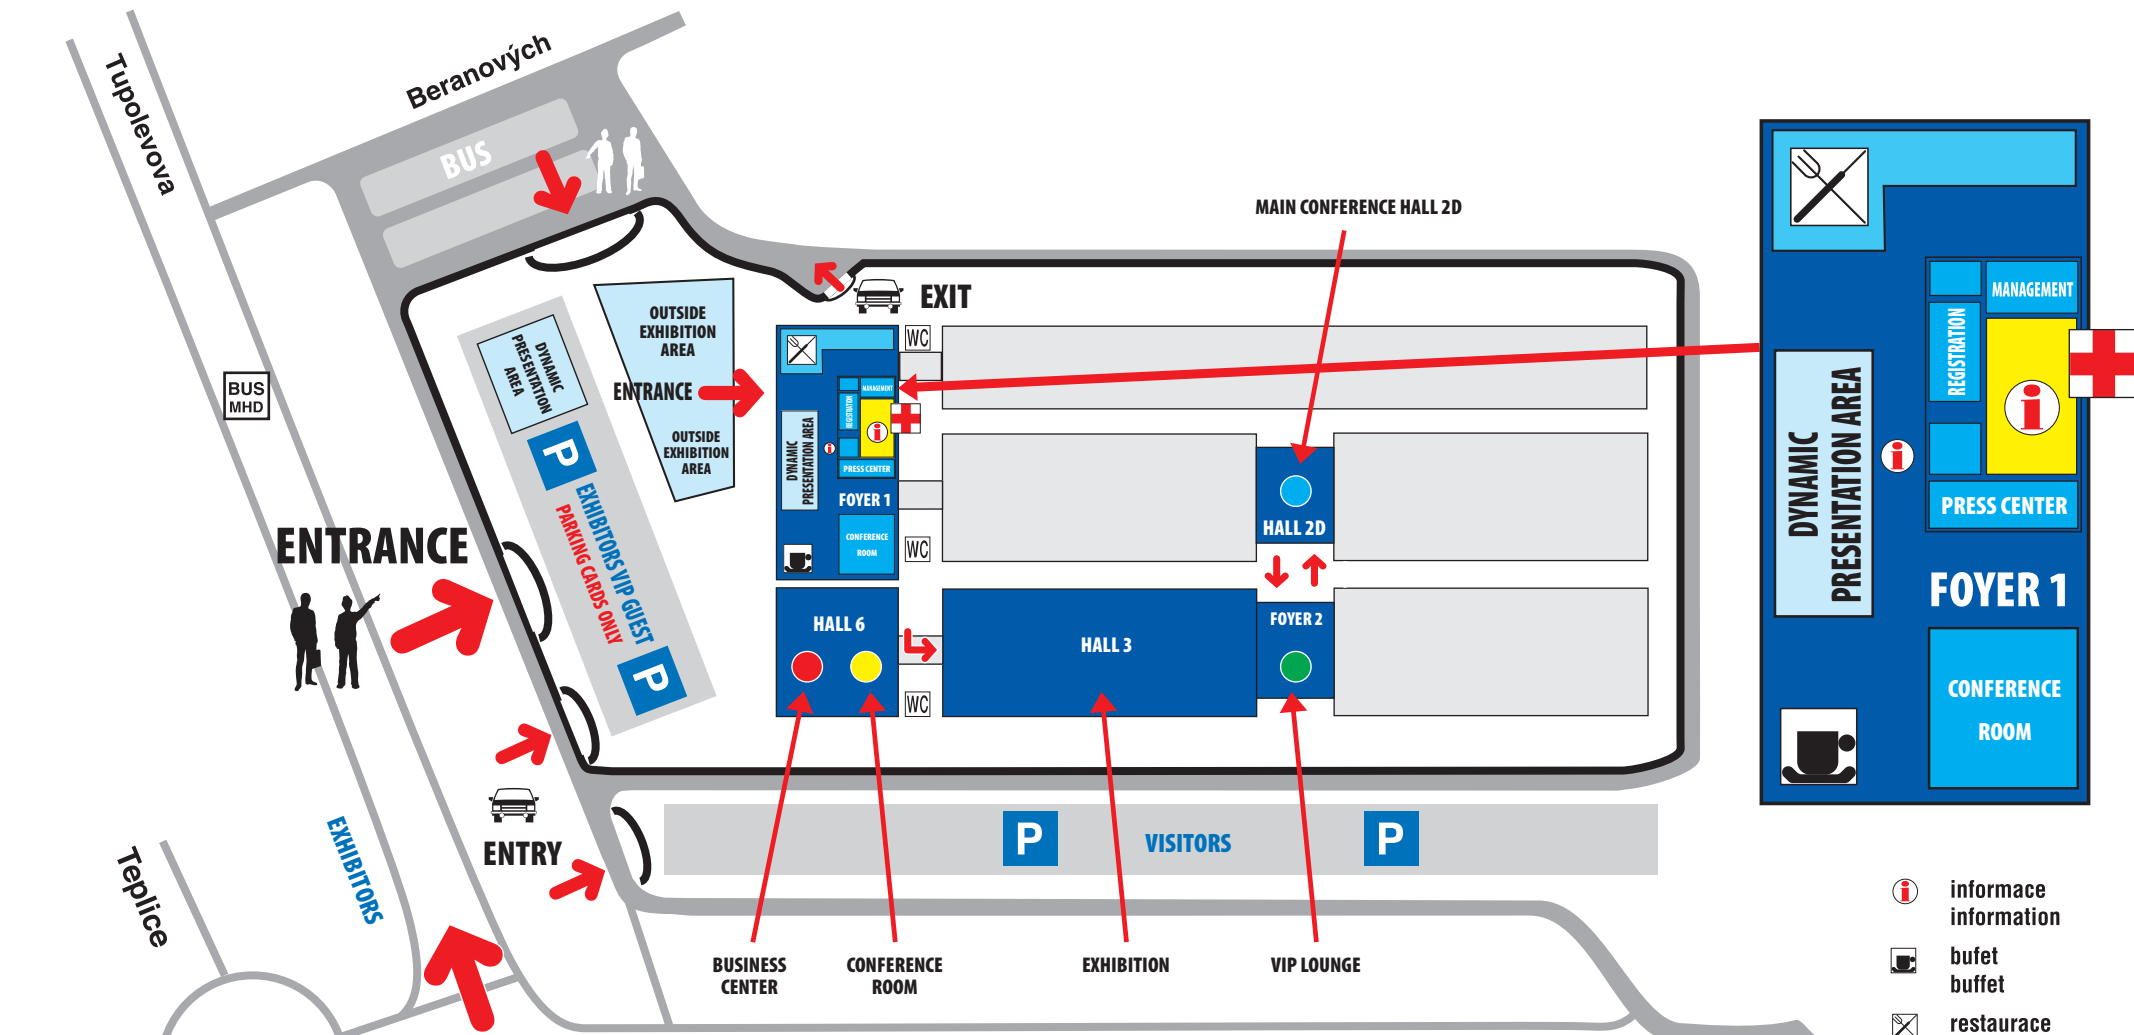 Tupolevova
Beranových
BUS
BUS
MHD
OUTSIDE
EXHIBITION
AREA
ENTRANCE
OUTSIDE
EXHIBITION
AREA
DYNAMIC
PRESENTATION
AREA
P
EXHIBITORS VIP GUEST
PARKING CARDS ONLY
P
ENTRANCE
EXIT
WC
MANAGEMENT
REGISTRATION
i
i
DYNAMIC
PRESENTATION AREA
PRESS CENTER
FOYER 1
CONFERENCE
ROOM
WC
HALL 6
WC
HALL 3
MAIN CONFERENCE HALL 2D
HALL 2D
FOYER 2
ENTRY
EXHIBITORS
Teplice
P
VISITORS
P
BUSINESS
CENTER
CONFERENCE
ROOM
EXHIBITION
VIP LOUNGE
MANAGEMENT
REGISTRATION
i
i
DYNAMIC
PRESENTATION AREA
PRESS CENTER
FOYER 1
CONFERENCE
ROOM
i
informace
information
bufet
buffet
restaurace